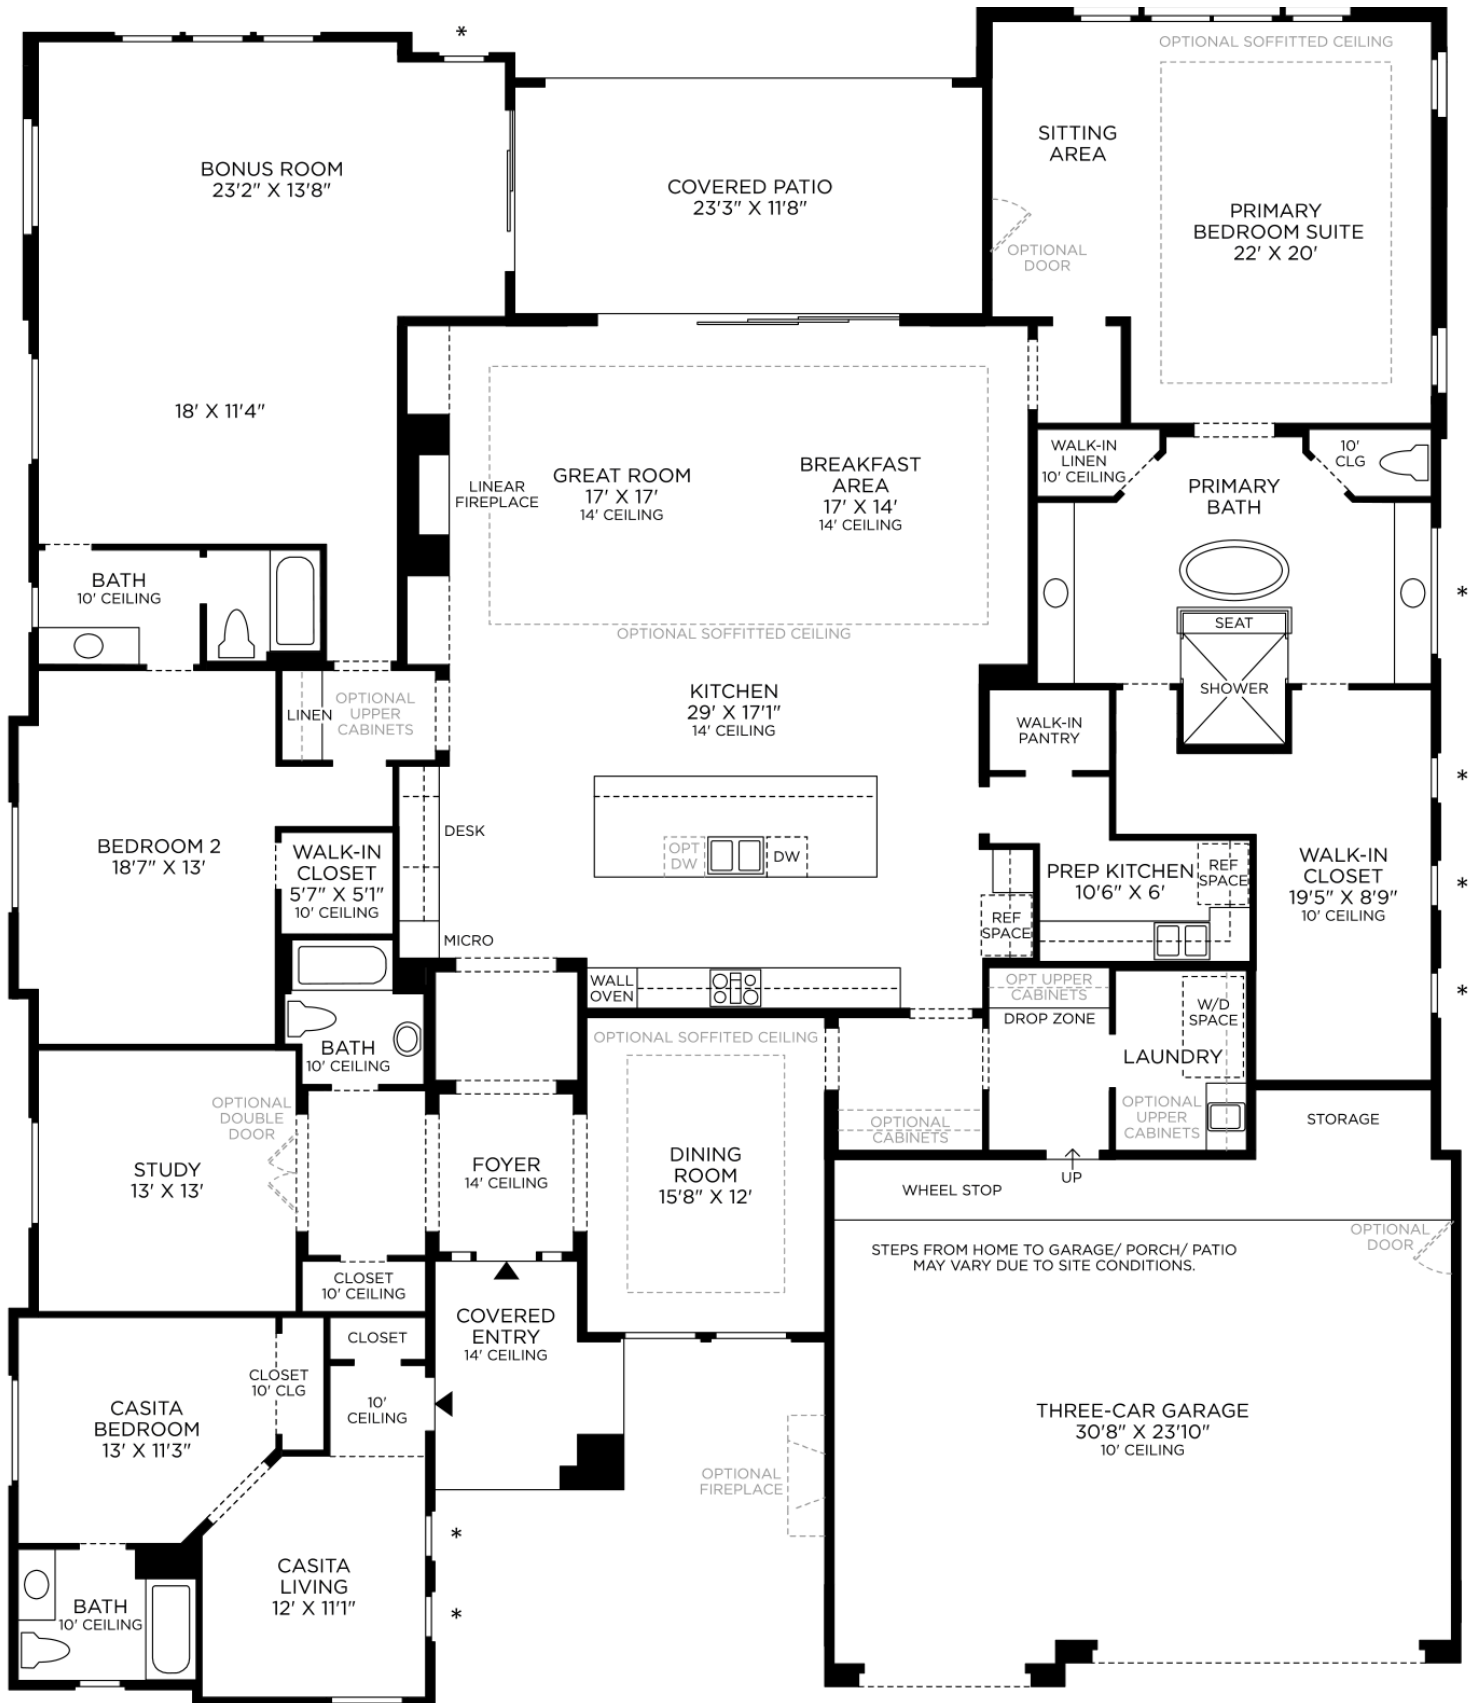 *
OPTIONAL SOFFITTED CEILING
SITTING
AREA
BONUS ROOM
23'2" X 13'8"
COVERED PATIO
23'3" X 11'8"
PRIMARY
BEDROOM SUITE
22' X 20'
OPTIONAL
DOOR
18' X 11'4"
LINEAR
FIREPLACE
GREAT ROOM
17' X 17'
14' CEILING
BREAKFAST
AREA
17' X 14'
14' CEILING
WALK-IN
LINEN
10' CEILING
10'
CLG
PRIMARY
BATH
BATH
10' CEILING
*
SEAT
OPTIONAL SOFFITTED CEILING
SHOWER
LINEN
OPTIONAL
UPPER
CABINETS
KITCHEN
29' X 17'1"
14' CEILING
WALK-IN
PANTRY
*
DESK
BEDROOM 2
18'7" X 13'
WALK-IN
CLOSET
5'7" X 5'1"
10' CEILING
OPT
DW
DW
PREP KITCHEN
10'6" X 6'
REF
SPACE
WALK-IN
CLOSET
19'5" X 8'9"
10' CEILING
*
REF
SPACE
MICRO
WALL
OVEN
OPT UPPER
CABINETS
DROP ZONE
W/D
SPACE
*
BATH
10' CEILING
OPTIONAL SOFFITED CEILING
LAUNDRY
OPTIONAL
DOUBLE
DOOR
OPTIONAL
CABINETS
OPTIONAL
UPPER
CABINETS
STORAGE
STUDY
13' X 13'
FOYER
14' CEILING
DINING
ROOM
15'8" X 12'
UP
WHEEL STOP
OPTIONAL
DOOR
STEPS FROM HOME TO GARAGE/ PORCH/ PATIO
MAY VARY DUE TO SITE CONDITIONS.
CLOSET
10' CEILING
COVERED
ENTRY
14' CEILING
CLOSET
CLOSET
10' CLG
10'
CEILING
CASITA
BEDROOM
13' X 11'3"
THREE-CAR GARAGE
30'8" X 23'10"
10' CEILING
OPTIONAL
FIREPLACE
*
CASITA
LIVING
12' X 11'1"
BATH
10' CEILING
*